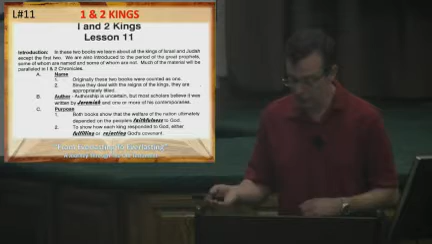 L#11
1 & 2 KINGS
I and 2 Kings
Lesson 11
Introduction: In these two books we learn about all the kings of Israel and Judah
except the first two. We are also introduced to the period of the great prophets,
some of whom are named and some of whom are not. Much of the material will be
paralleled in 1 & 2 Chronicles.
A. Name
1. Originally these two books were counted as one.
2. Since they deal with the reigns of the kings, they are
appropriately titled.
B. Author - Authorship is uncertain, but most scholars believe it was
written by Jeremiah and one or more of his contemporaries.
C. Purpose
1. Both books show that the welfare of the nation ultimately
depended on the people's faithfulness to God.
2. To show how each king responded to God, either
fulfilling or rejecting God's covenant.
"From Everlasting to Everlasting"